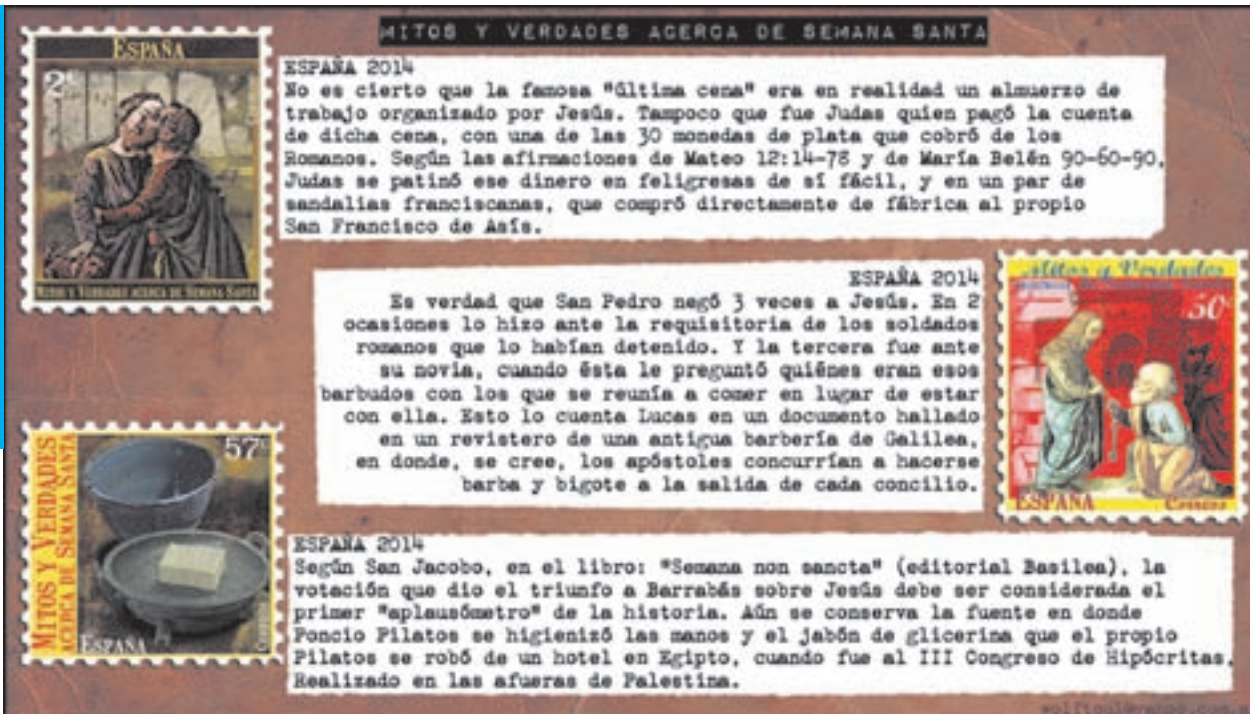 MITOS Y VERDADES ACERCA DE SEMANA SANTA
ESPAÑA
2€
MITOS Y VERDADES ACERCA DE SEMANA SANTA
ESPAÑA 2014
No es cierto que la famosa "última cena" era en realidad un almuerzo de
trabajo organizado por Jesús. Tampoco que fue Judas quien pagó la cuenta
de dicha cena, con una de las 30 monedas de plata que cobró de los
Romanos. Según las afirmaciones de Mateo 12:14-78 y de María Belén 90-60-90,
Judas se patinó ese dinero en feligresas de sí fácil, y en un par de
sandalias franciscanas, que compró directamente de fábrica al propio
San Francisco de Asís.
ESPAÑA 2014
Es verdad que San Pedro negó 3 veces a Jesús. En 2
ocasiones lo hizo ante la requisitoria de los soldados
romanos que lo habían detenido. Y la tercera fue ante
su novia, cuando ésta le preguntó quiénes eran esos
barbudos con los que se reunía a comer en lugar de estar
con ella. Esto lo cuenta Lucas en un documento hallado
en un revistero de una antigua barbería de Galilea,
en donde, se cree, los apóstoles concurrían a hacerse
barba y bigote a la salida de cada concilio.
Mitos y Verdades
50€
ESPAÑA Correos
57€
MITOS Y VERDADES
ACERCA DE SEMANA SANTA
ESPAÑA
ESPAÑA 2014
Según San Jacobo, en el libro: "Semana non sancta" (editorial Basilea), la
votación que dio el triunfo a Barrabás sobre Jesús debe ser considerada el
primer "aplausómetro" de la historia. Aún se conserva la fuente en donde
Poncio Pilatos se higienizó las manos y el jabón de glicerina que el propio
Pilatos se robó de un hotel en Egipto, cuando fue al III Congreso de Hipócritas,
Realizado en las afueras de Palestina.